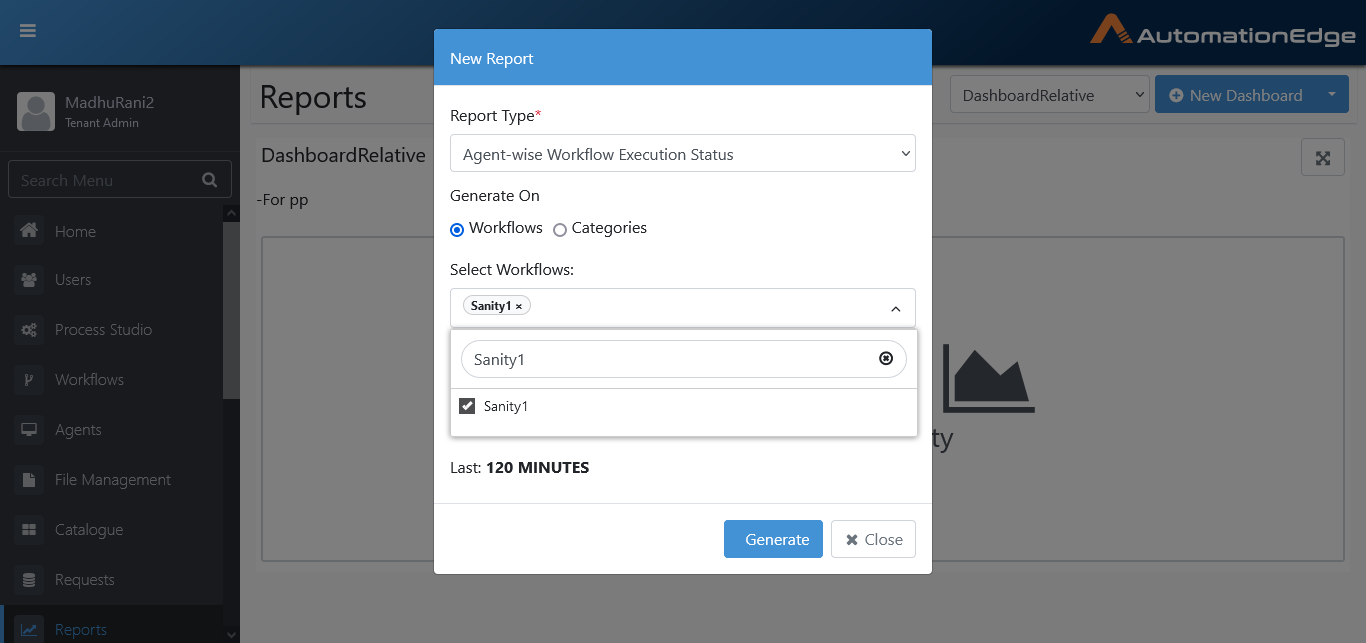 AutomationEdge
MadhuRani2
Tenant Admin
Search Menu
Home
Users
Process Studio
Workflows
Agents
File Management
Catalogue
Requests
Reports
Reports
DashboardRelative
New Dashboard
DashboardRelative
-For pp
ty
New Report
Report Type*
Agent-wise Workflow Execution Status
Generate On
Workflows Categories
Select Workflows:
Sanity1 ×
Sanity1
Sanity1
Last: 120 MINUTES
Generate
Close